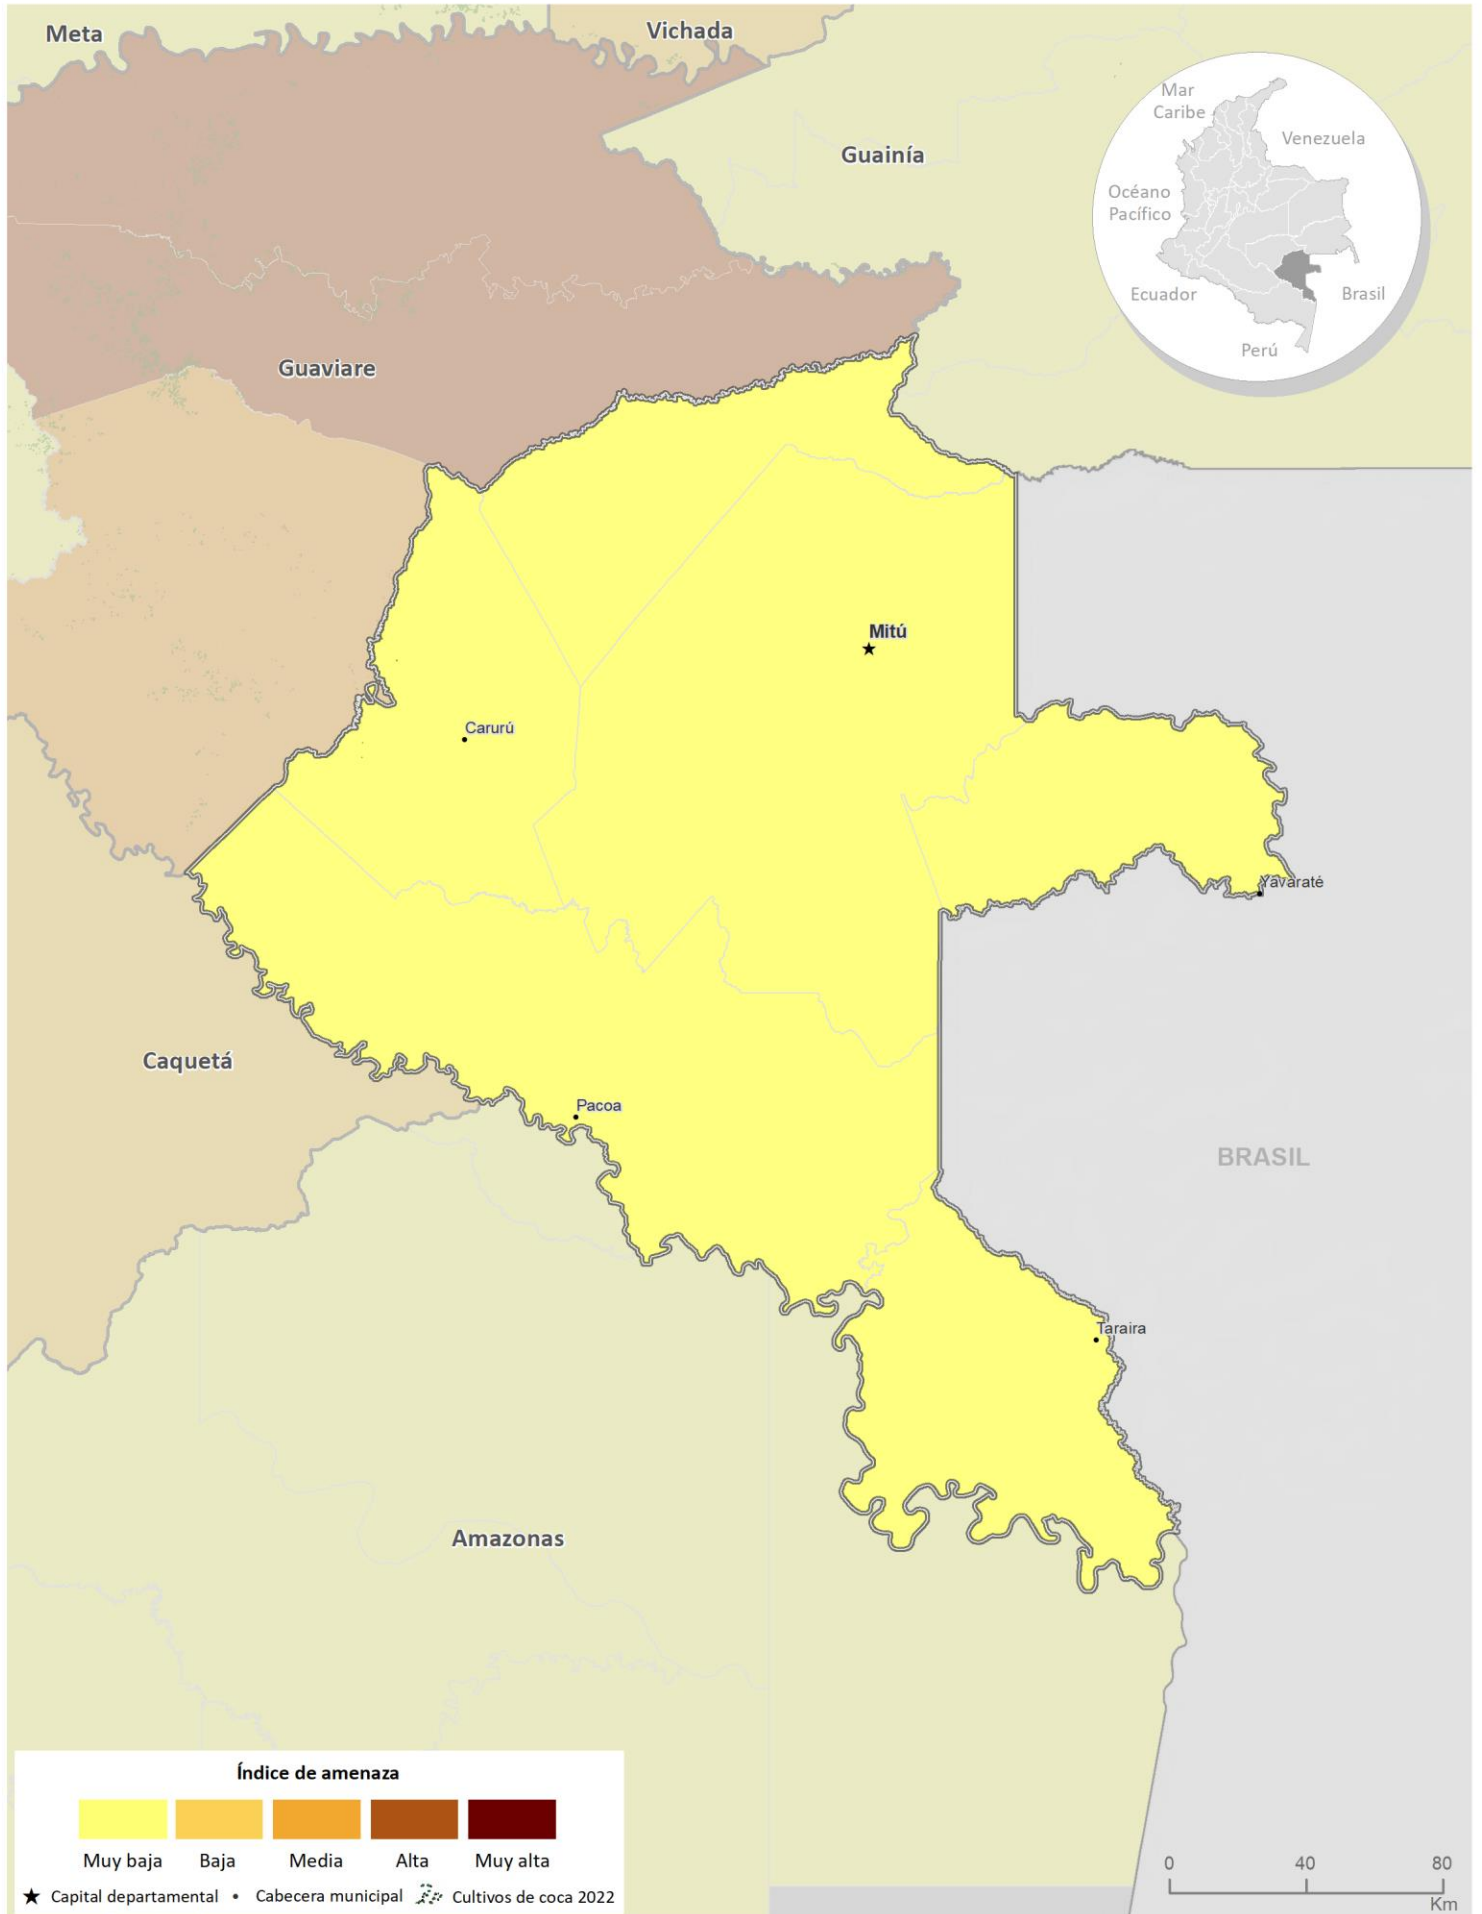 Meta
Vichada
Mar
Caribe
Venezuela
Guainía
Océano
Pacífico
Ecuador
Brasil
Perú
Guaviare
Mitú
Carurú
Yavaraté
Caquetá
Pacoa
BRASIL
Taraira
Amazonas
Índice de amenaza
Muy baja Baja Media Alta Muy alta
Capital departamental Cabecera municipal Cultivos de coca 2022
0 40 80
Km